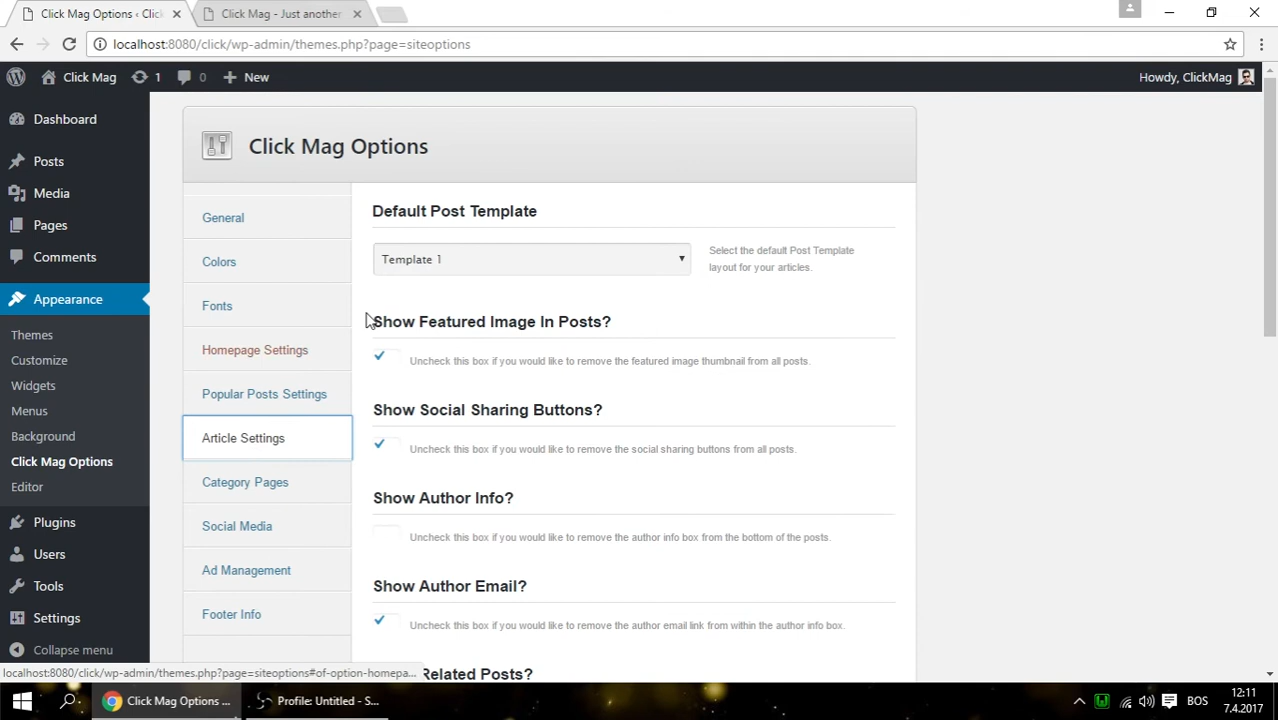 Click Mag Options ‹ Clic
Click Mag - Just another
localhost:8080/click/wp-admin/themes.php?page=siteoptions
Click Mag
1
0
New
Howdy, ClickMag
Dashboard
Posts
Media
Pages
Comments
Appearance
Themes
Customize
Widgets
Menus
Background
Click Mag Options
Editor
Plugins
Users
Tools
Settings
Collapse menu
Click Mag Options
General
Colors
Fonts
Homepage Settings
Popular Posts Settings
Article Settings
Category Pages
Social Media
Ad Management
Footer Info
Default Post Template
Template 1
Select the default Post Template
layout for your articles.
Show Featured Image In Posts?
Uncheck this box if you would like to remove the featured image thumbnail from all posts.
Show Social Sharing Buttons?
Uncheck this box if you would like to remove the social sharing buttons from all posts.
Show Author Info?
Uncheck this box if you would like to remove the author info box from the bottom of the posts.
Show Author Email?
Uncheck this box if you would like to remove the author email link from within the author info box.
Related Posts?
localhost:8080/click/wp-admin/themes.php?page=siteoptions#of-option-homepa...
Click Mag Options ...
Profile: Untitled - S...
BOS
12:11
7.4.2017